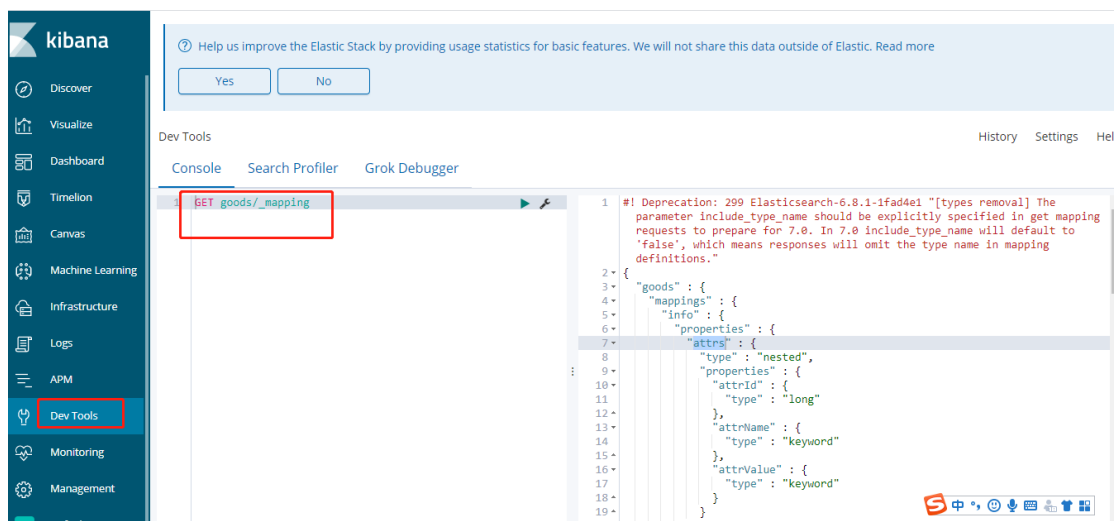 kibana
Discover
Visualize
Dashboard
Timelion
Canvas
Machine Learning
Infrastructure
Logs
APM
Dev Tools
Monitoring
Management
Help us improve the Elastic Stack by providing usage statistics for basic features. We will not share this data outside of Elastic. Read more
Yes No
Dev Tools
History Settings Hel
Console Search Profiler Grok Debugger
1 GET goods/_mapping
1 #! Deprecation: 299 Elasticsearch-6.8.1-1fad4e1 "[types removal] The
parameter include_type_name should be explicitly specified in get mapping
requests to prepare for 7.0. In 7.0 include_type_name will default to
'false', which means responses will omit the type name in mapping
definitions."
2 {
3 "goods" : {
4 "mappings" : {
5 "info" : {
6 "properties" : {
7 "attrs" : {
8 "type" : "nested",
9 "properties" : {
10 "attrId" : {
11 "type" : "long"
12 },
13 "attrName" : {
14 "type" : "keyword"
15 },
16 "attrValue" : {
17 "type" : "keyword"
18 }
19 }
S 中